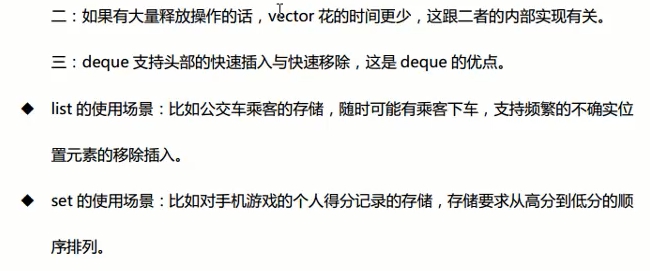 二：如果有大量释放操作的话，vector 花的时间更少，这跟二者的内部实现有关。
三：deque 支持头部的快速插入与快速移除，这是 deque 的优点。
◆ list 的使用场景：比如公交车乘客的存储，随时可能有乘客下车，支持频繁的不确实位
置元素的移除插入。
◆ set 的使用场景：比如对手机游戏的个人得分记录的存储，存储要求从高分到低分的顺
序排列。